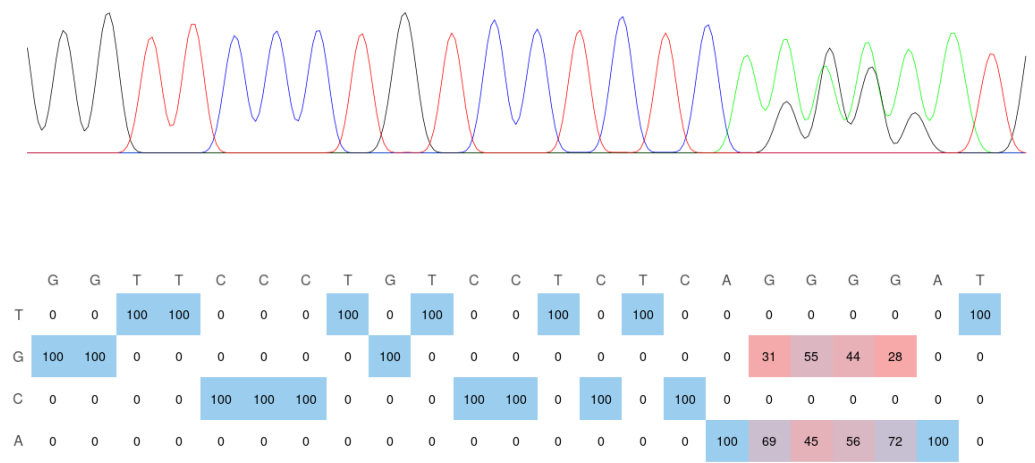 G G T T C C C T G T C C T C T C A G G G G A T
T 0 0 100 100 0 0 0 100 0 100 0 0 100 0 100 0 0 0 0 0 0 0 100
G 100 100 0 0 0 0 0 0 100 0 0 0 0 0 0 0 0 31 55 44 28 0 0
C 0 0 0 0 100 100 100 0 0 0 100 100 0 100 0 100 0 0 0 0 0 0 0
A 0 0 0 0 0 0 0 0 0 0 0 0 0 0 0 0 100 69 45 56 72 100 0